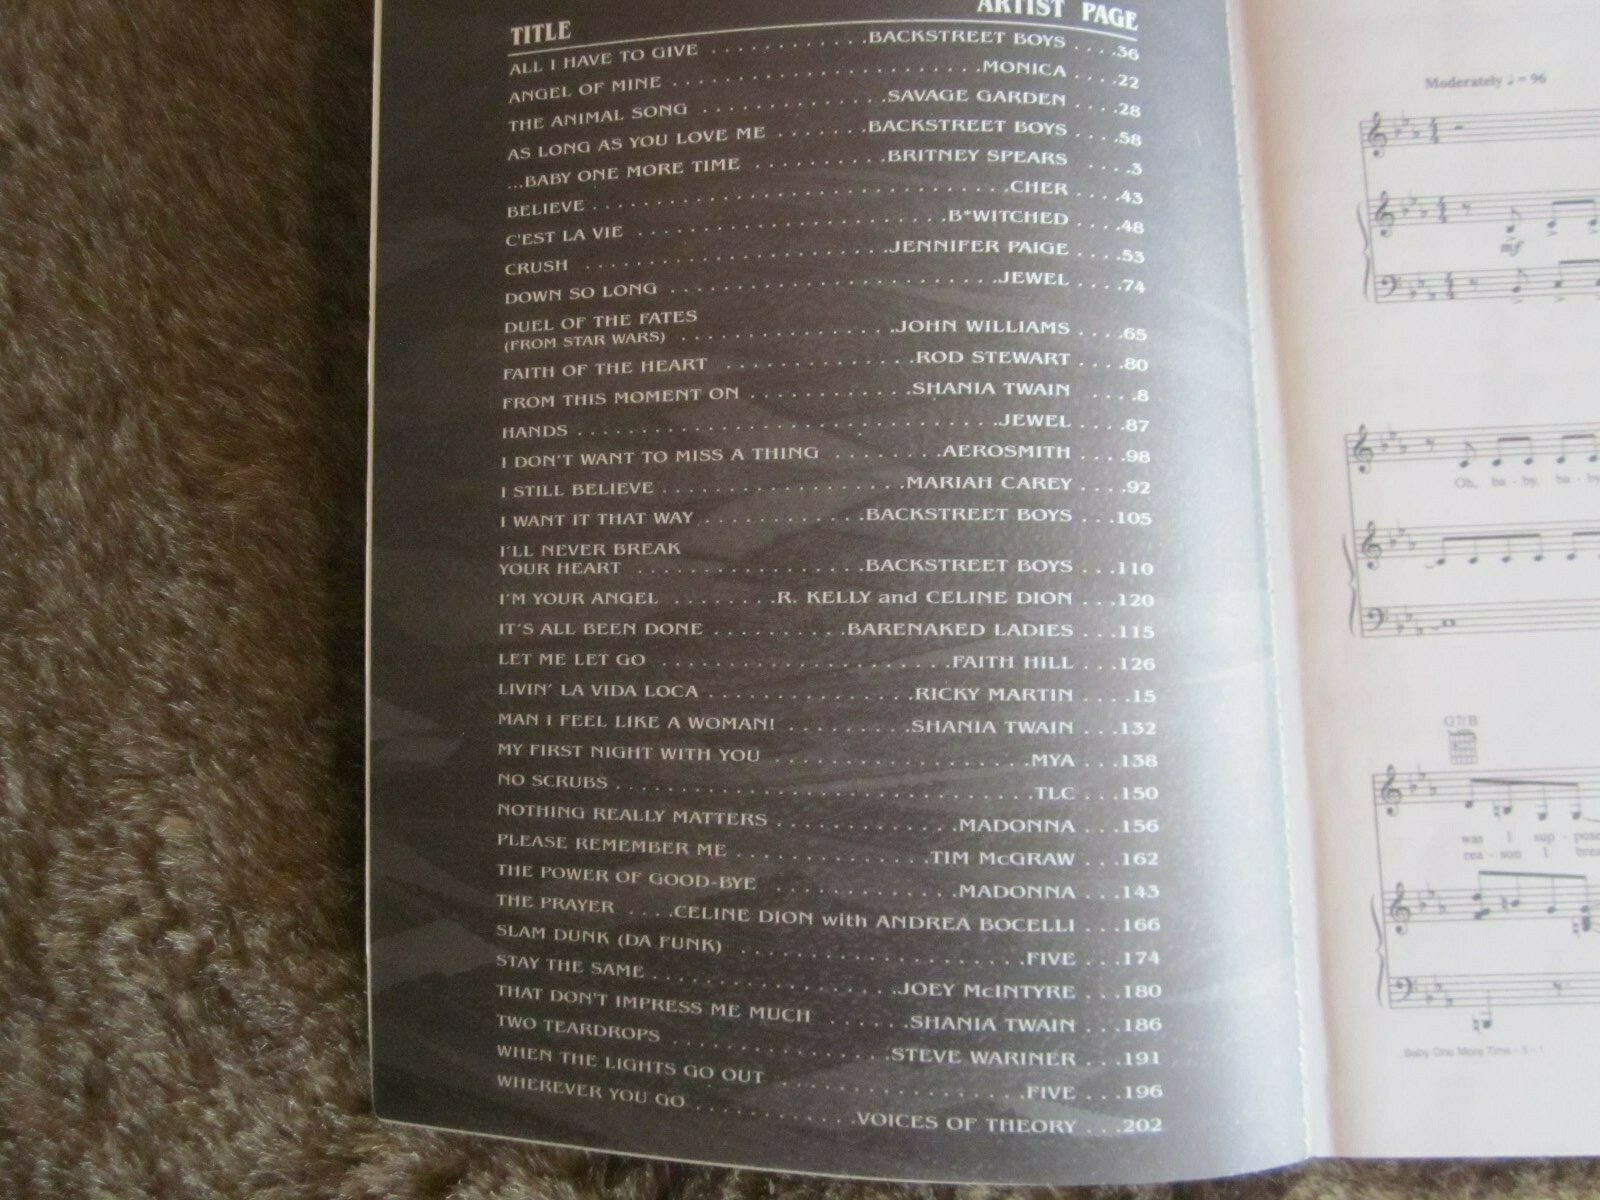 TITLE ARTIST PAGE
ALL I HAVE TO GIVE ............BACKSTREET BOYS ....36
ANGEL OF MINE ........................MONICA ....22
THE ANIMAL SONG ...............SAVAGE GARDEN ....28
AS LONG AS YOU LOVE ME .......BACKSTREET BOYS ....58
...BABY ONE MORE TIME ..........BRITNEY SPEARS ....3
BELIEVE ................................CHER ....43
C'EST LA VIE ........................B*WITCHED ....48
CRUSH ........................JENNIFER PAIGE ....53
DOWN SO LONG .........................JEWEL ....74
DUEL OF THE FATES
(FROM STAR WARS) .................JOHN WILLIAMS ....65
FAITH OF THE HEART ...............ROD STEWART ....80
FROM THIS MOMENT ON .............SHANIA TWAIN ....8
HANDS ................................JEWEL ....87
I DON'T WANT TO MISS A THING ........AEROSMITH ....98
I STILL BELIEVE ...................MARIAH CAREY ....92
I WANT IT THAT WAY .............BACKSTREET BOYS ...105
I'LL NEVER BREAK
YOUR HEART ..................BACKSTREET BOYS ...110
I'M YOUR ANGEL ........R. KELLY and CELINE DION ...120
IT'S ALL BEEN DONE ..........BARENAKED LADIES ...115
LET ME LET GO ......................FAITH HILL ...126
LIVIN' LA VIDA LOCA ................RICKY MARTIN ....15
MAN I FEEL LIKE A WOMAN! ..........SHANIA TWAIN ...132
MY FIRST NIGHT WITH YOU ....................MYA ...138
NO SCRUBS ................................TLC ...150
NOTHING REALLY MATTERS ..............MADONNA ...156
PLEASE REMEMBER ME ...............TIM McGRAW ...162
THE POWER OF GOOD-BYE ..............MADONNA ...143
THE PRAYER ....CELINE DION with ANDREA BOCELLI ...166
SLAM DUNK (DA FUNK) ......................FIVE ...174
STAY THE SAME ...................JOEY McINTYRE ...180
THAT DON'T IMPRESS ME MUCH ......SHANIA TWAIN ...186
TWO TEARDROPS .................STEVE WARINER ...191
WHEN THE LIGHTS GO OUT ...................FIVE ...196
WHEREVER YOU GO .............VOICES OF THEORY ...202
Moderately ♩ = 96
mf
Oh, ba - by, ba - by
G7/B
was I sup - pose
rea - son I brea
Baby One More Time - 5 - 1